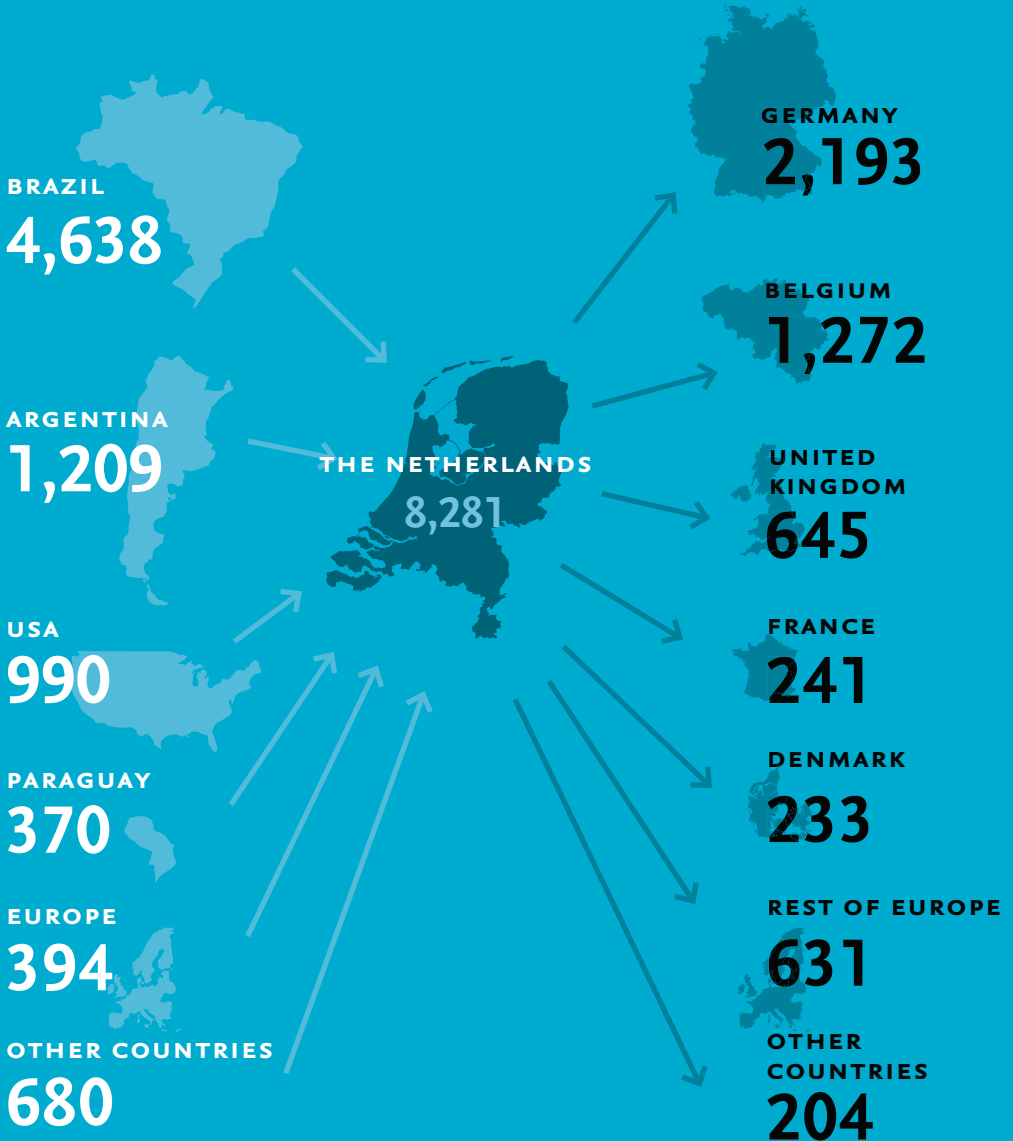 BRAZIL
4,638
ARGENTINA
1,209
USA
990
PARAGUAY
370
EUROPE
394
OTHER COUNTRIES
680
THE NETHERLANDS
8,281
GERMANY
2,193
BELGIUM
1,272
UNITED
KINGDOM
645
FRANCE
241
DENMARK
233
REST OF EUROPE
631
OTHER
COUNTRIES
204